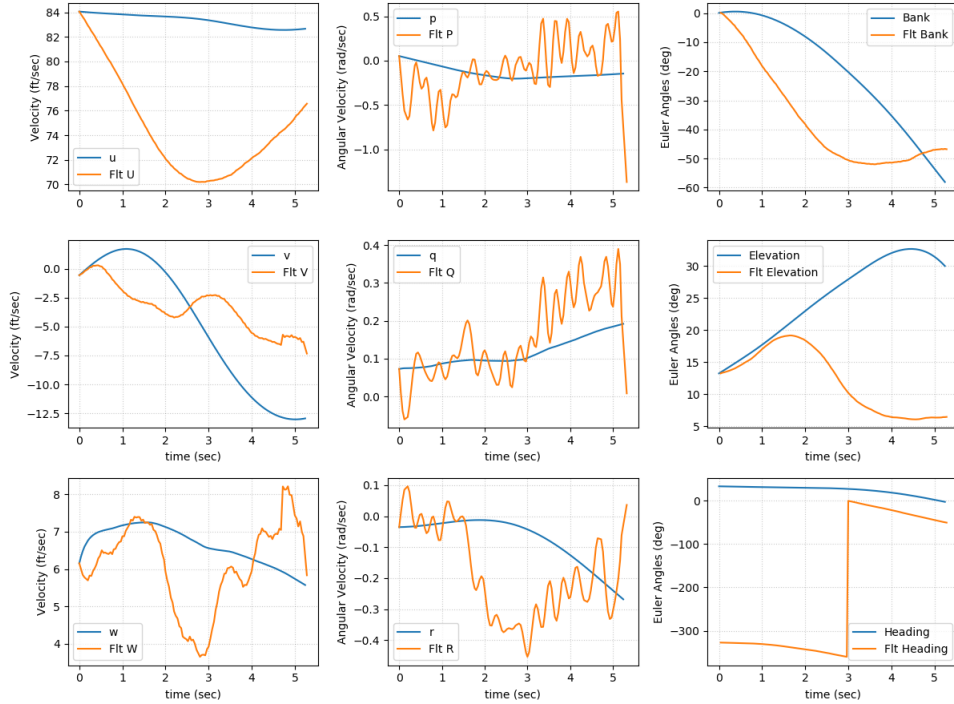 Velocity (ft/sec)
84
82
80
78
76
74
72
70
u
Flt U
0 1 2 3 4 5
Angular Velocity (rad/sec)
0.5
0.0
−0.5
−1.0
p
Flt P
0 1 2 3 4 5
Euler Angles (deg)
0
−10
−20
−30
−40
−50
−60
Bank
Flt Bank
0 1 2 3 4 5
Velocity (ft/sec)
0.0
−2.5
−5.0
−7.5
−10.0
−12.5
v
Flt V
0 1 2 3 4 5
time (sec)
Angular Velocity (rad/sec)
0.4
0.3
0.2
0.1
0.0
q
Flt Q
0 1 2 3 4 5
time (sec)
Euler Angles (deg)
30
25
20
15
10
5
Elevation
Flt Elevation
0 1 2 3 4 5
time (sec)
Velocity (ft/sec)
8
7
6
5
4
w
Flt W
0 1 2 3 4 5
time (sec)
Angular Velocity (rad/sec)
0.1
0.0
−0.1
−0.2
−0.3
−0.4
r
Flt R
0 1 2 3 4 5
time (sec)
Euler Angles (deg)
0
−100
−200
−300
Heading
Flt Heading
0 1 2 3 4 5
time (sec)